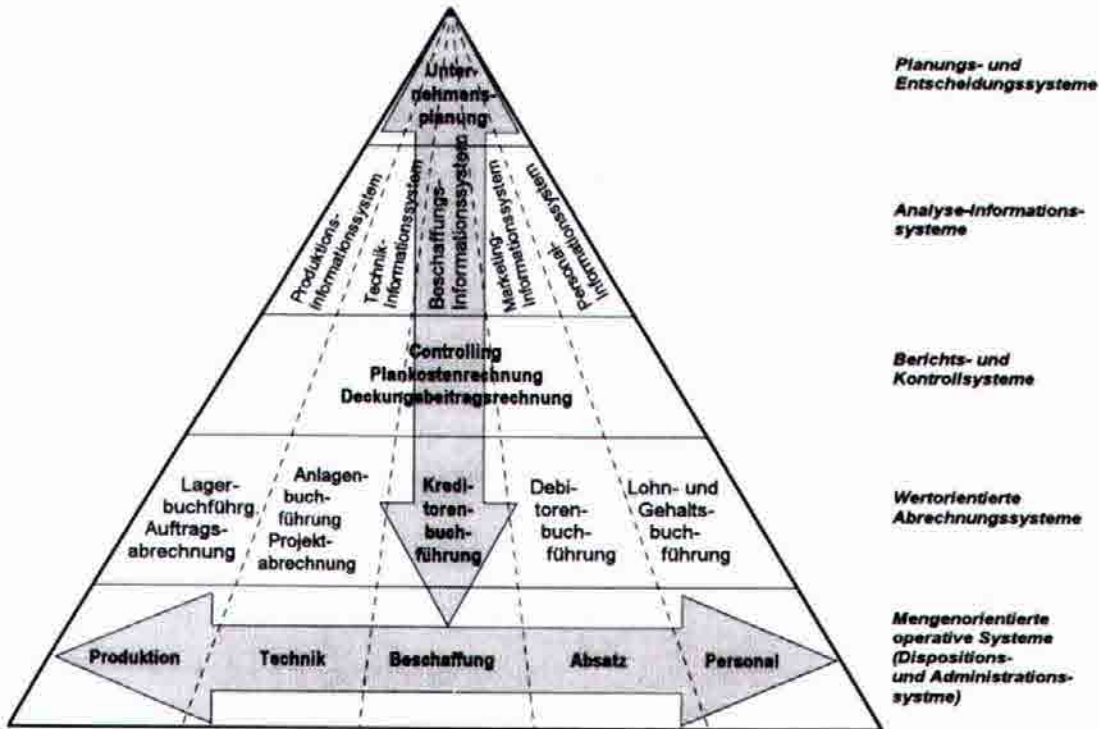 Unter-
nehmens-
planung
Planungs- und
Entscheidungssysteme
Produktions-
Informationssystem
Technik-
Informationssystem
Beschaffungs-
Informationssystem
Marketing-
Informationssystem
Personal-
Informationssystem
Analyse-Informations-
systeme
Controlling
Plankostenrechnung
Deckungsbeitragsrechnung
Berichts- und
Kontrollsysteme
Lager-
buchführg.
Auftrags-
abrechnung
Anlagen-
buch-
führung
Projekt-
abrechnung
Kredi-
toren-
buch-
führung
Debi-
toren-
buch-
führung
Lohn- und
Gehalts-
buch-
führung
Wertorientierte
Abrechnungssysteme
Produktion
Technik
Beschaffung
Absatz
Personal
Mengenorientierte
operative Systeme
(Dispositions-
und Administrations-
systme)